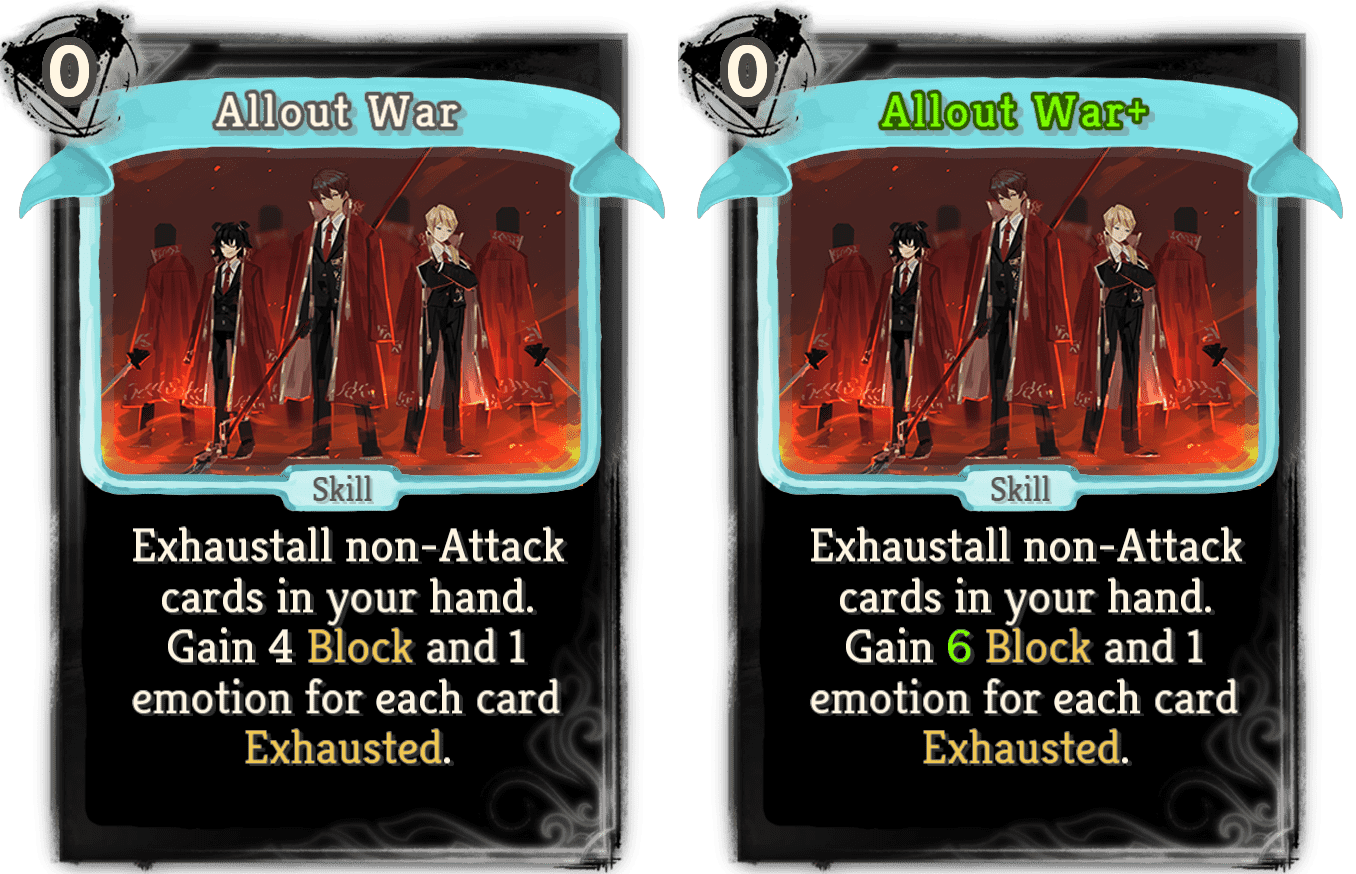 0
Allout War
Skill
Exhaustall non-Attack
cards in your hand.
Gain 4 Block and 1
emotion for each card
Exhausted.
0
Allout War+
Skill
Exhaustall non-Attack
cards in your hand.
Gain 6 Block and 1
emotion for each card
Exhausted.